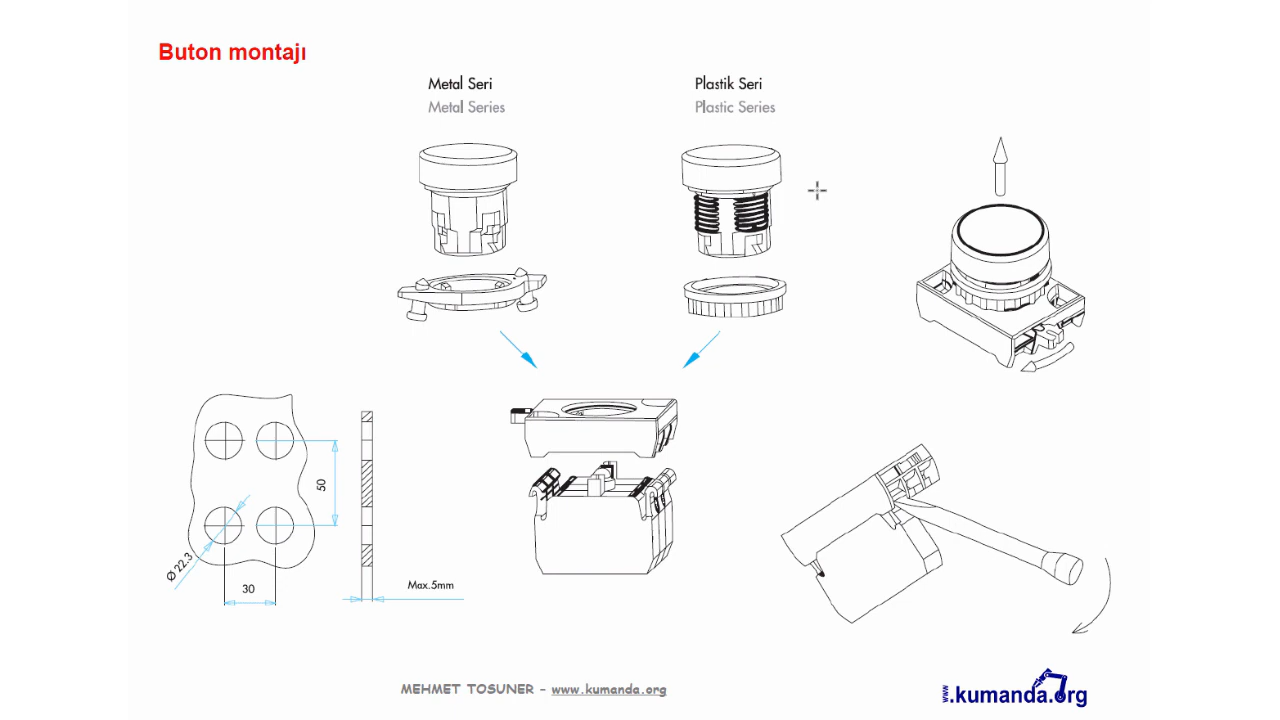 Buton montajı
Metal Seri
Metal Series
Plastik Seri
Plastic Series
50
Ø 22.3
30
Max.5mm
MEHMET TOSUNER - www.kumanda.org
www.kumanda.org